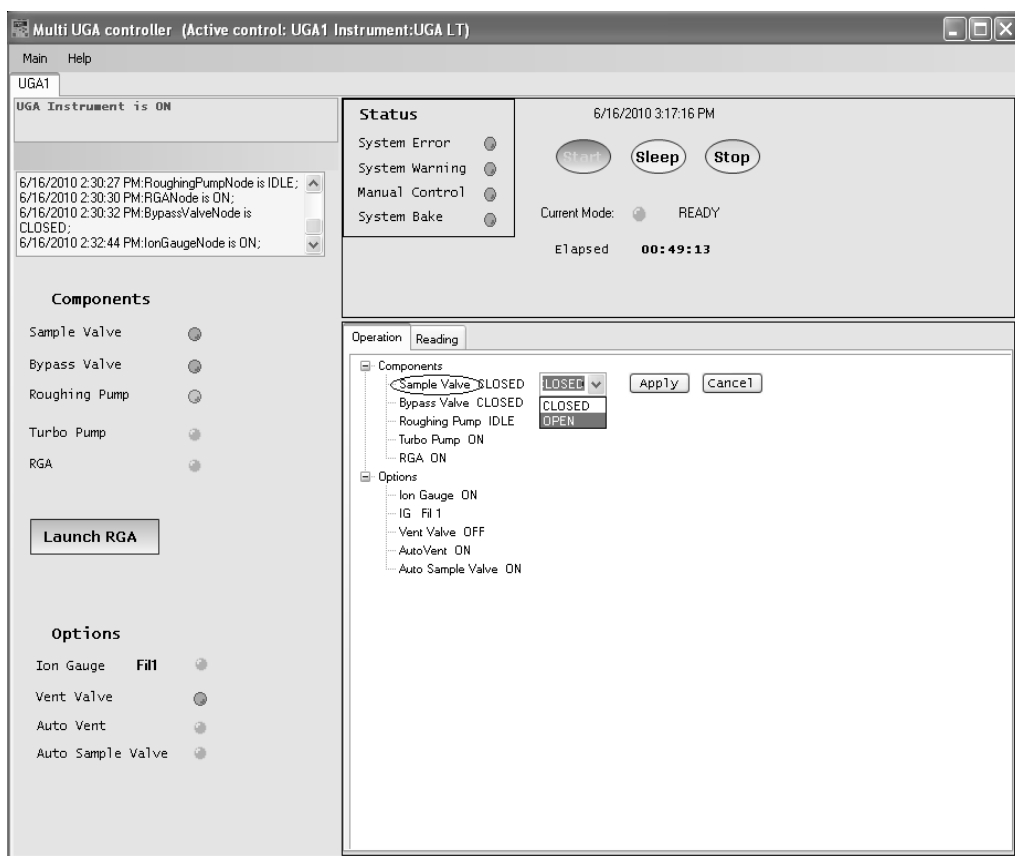 Multi UGA controller (Active control: UGA1 Instrument:UGA LT)
Main Help
UGA1
UGA Instrument is ON
6/16/2010 2:30:27 PM:RoughingPumpNode is IDLE;
6/16/2010 2:30:30 PM:RGANode is ON;
6/16/2010 2:30:32 PM:BypassValveNode is
CLOSED;
6/16/2010 2:32:44 PM:IonGaugeNode is ON;
Components
Sample Valve
Bypass Valve
Roughing Pump
Turbo Pump
RGA
Launch RGA
Options
Ion Gauge Fil1
Vent Valve
Auto Vent
Auto Sample Valve
Status
System Error
System Warning
Manual Control
System Bake
6/16/2010 3:17:16 PM
Start Sleep Stop
Current Mode: READY
Elapsed 00:49:13
Operation Reading
Components
Sample Valve CLOSED LOSED Apply Cancel
CLOSED
OPEN
Bypass Valve CLOSED
Roughing Pump IDLE
Turbo Pump ON
RGA ON
Options
Ion Gauge ON
IG Fil 1
Vent Valve OFF
AutoVent ON
Auto Sample Valve ON